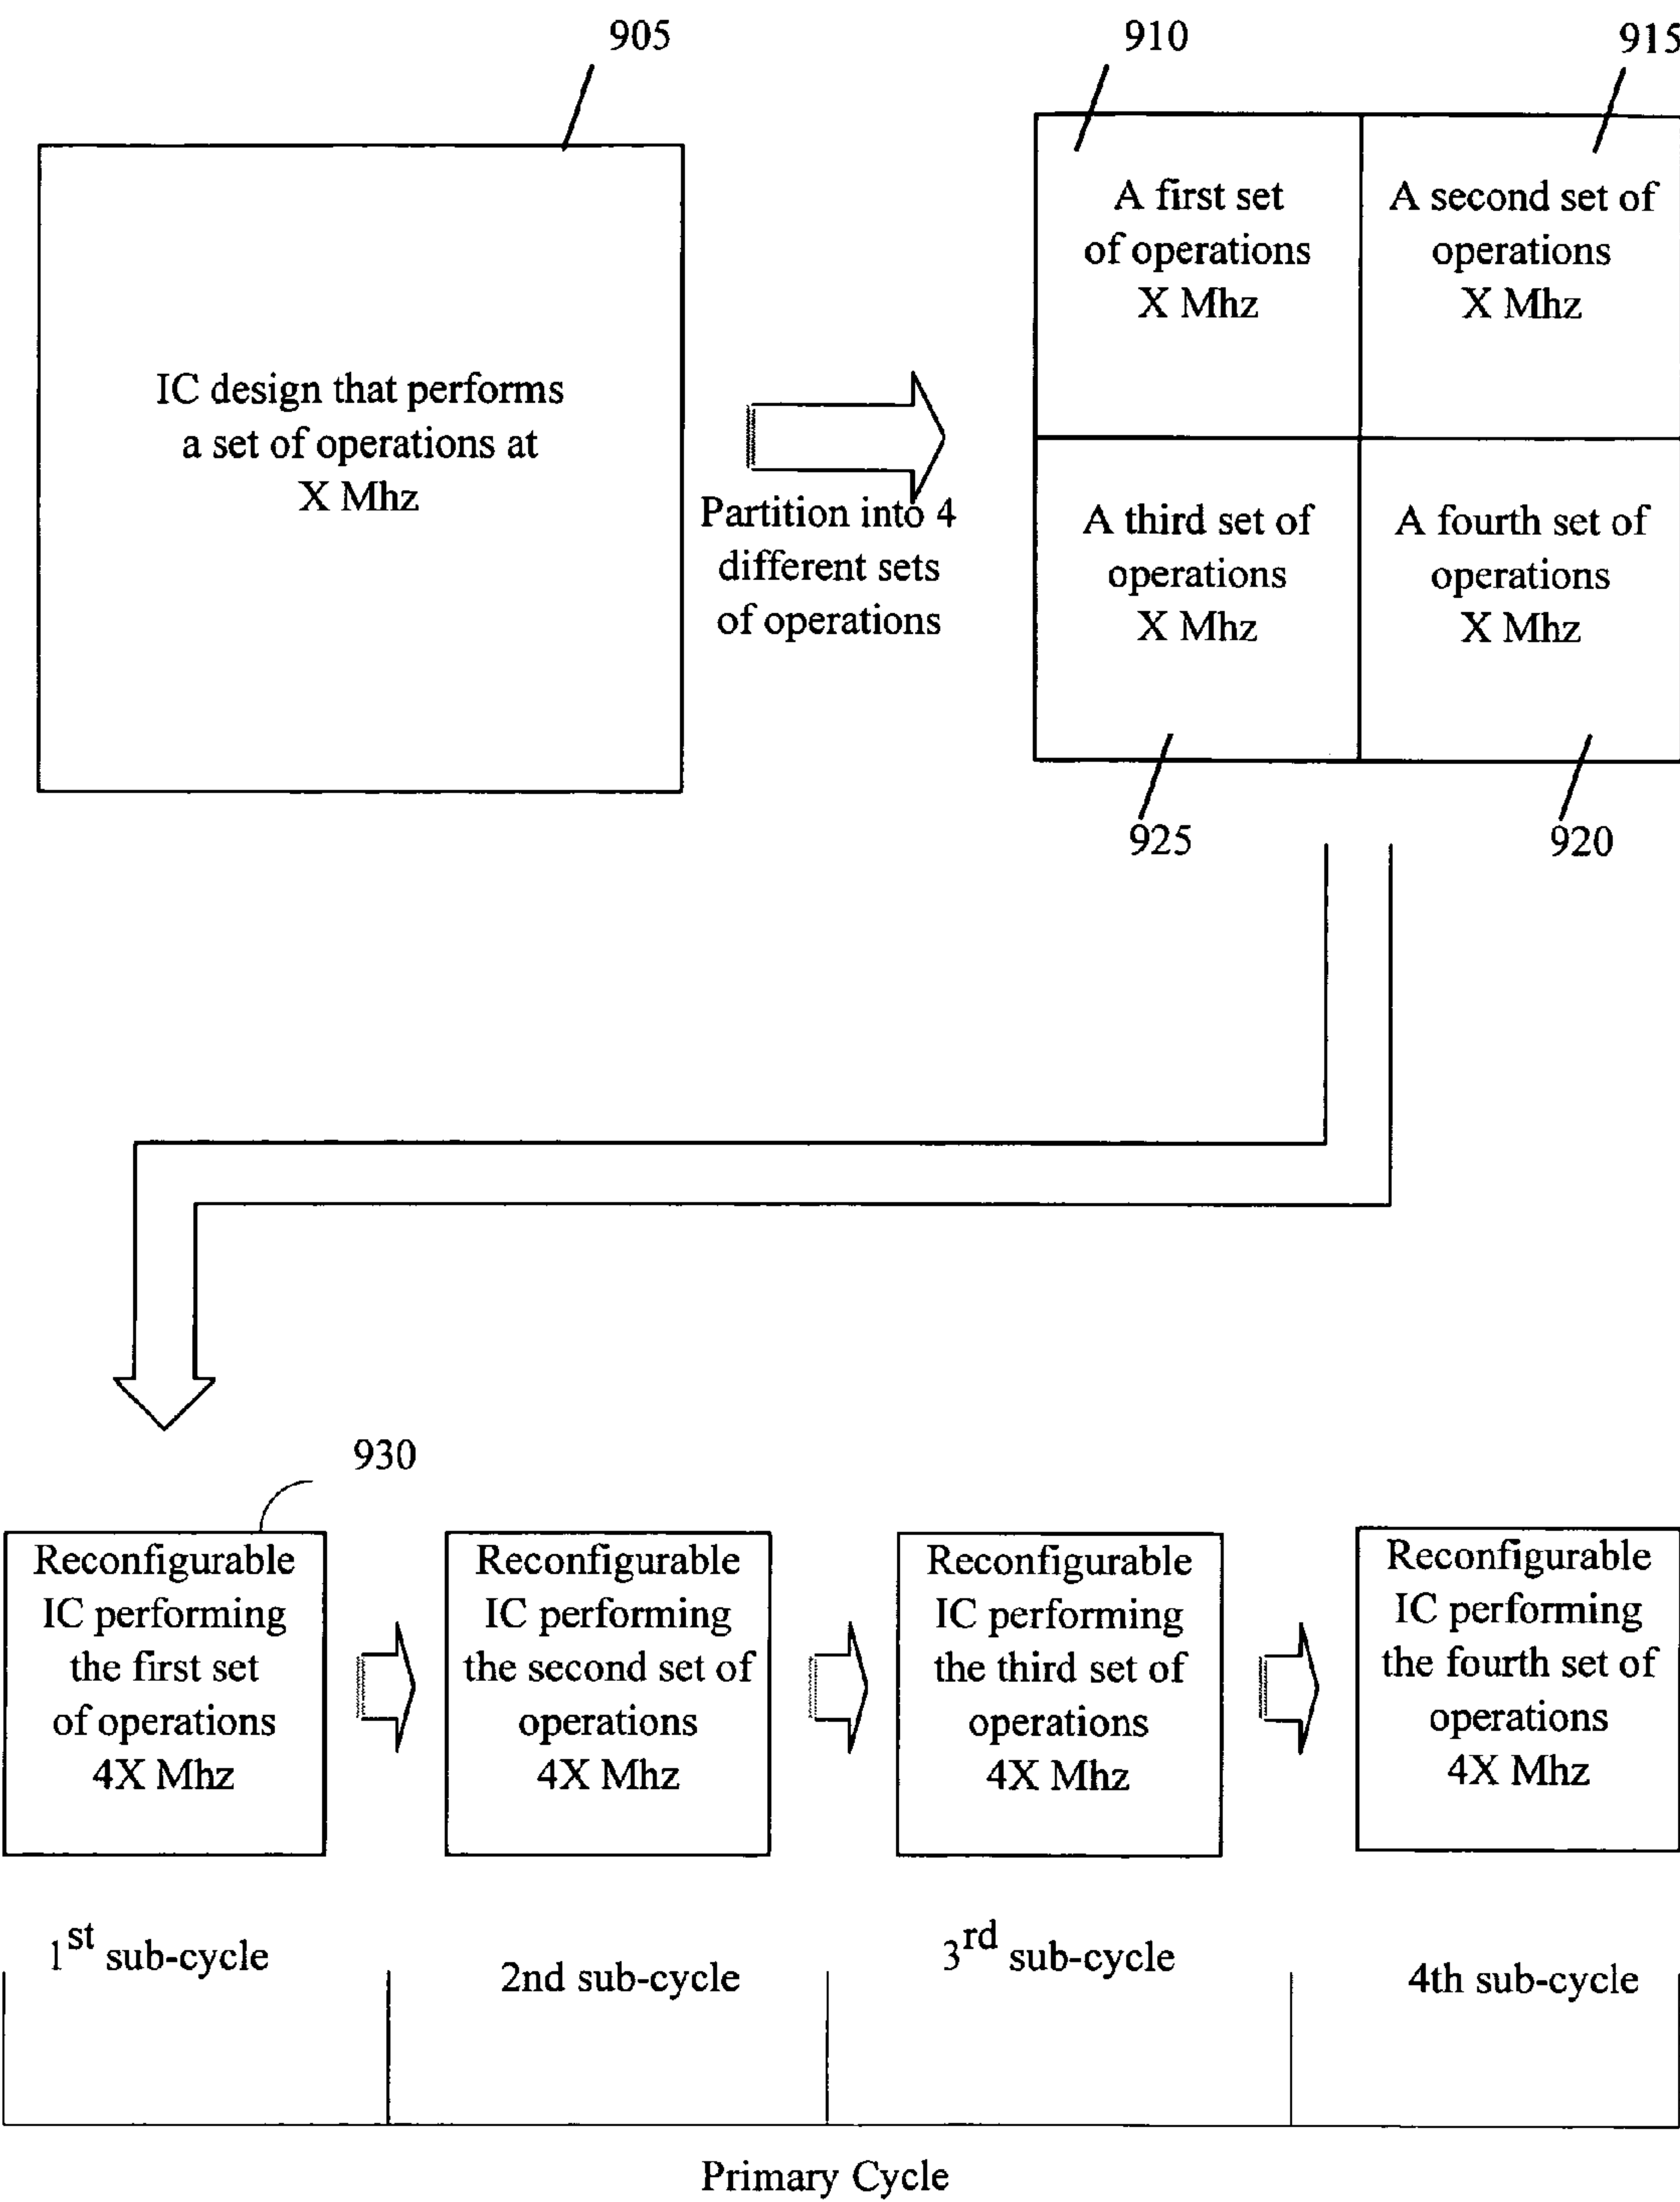 905
910
915
IC design that performs
a set of operations at
X Mhz
Partition into 4
different sets
of operations
A first set
of operations
X Mhz
A second set of
operations
X Mhz
A third set of
operations
X Mhz
A fourth set of
operations
X Mhz
925
920
930
Reconfigurable
IC performing
the first set
of operations
4X Mhz
Reconfigurable
IC performing
the second set of
operations
4X Mhz
Reconfigurable
IC performing
the third set of
operations
4X Mhz
Reconfigurable
IC performing
the fourth set of
operations
4X Mhz
1st sub-cycle
2nd sub-cycle
3rd sub-cycle
4th sub-cycle
Primary Cycle